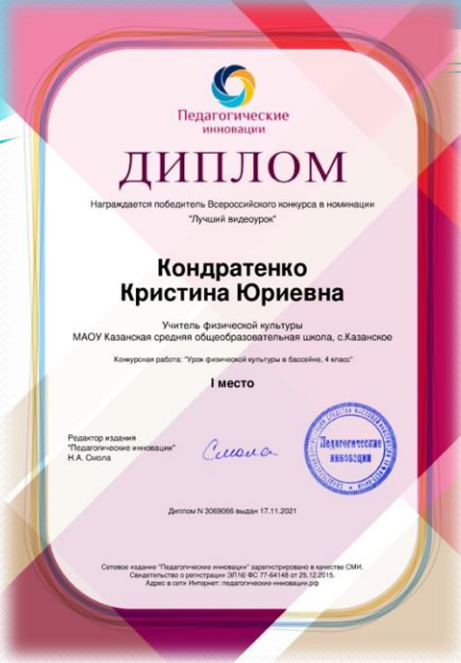 Педагогические
инновации
ДИПЛОМ
Награждается победитель Всероссийского конкурса в номинации
"Лучший видеоурок"
Кондратенко
Кристина Юриевна
Учитель физической культуры
МАОУ Казанская средняя общеобразовательная школа, с.Казанское
Конкурсная работа: "Урок физической культуры в бассейне, 4 класс"
I место
Редактор издания
"Педагогические инновации"
Н.А. Смола
Смола
Педагогические
инновации
Диплом N 3069066 выдан 17.11.2021
Сетевое издание "Педагогические инновации" зарегистрировано в качестве СМИ.
Свидетельство о регистрации ЭЛ № ФС 77-64148 от 25.12.2015.
Адрес в сети Интернет: педагогические-инновации.рф